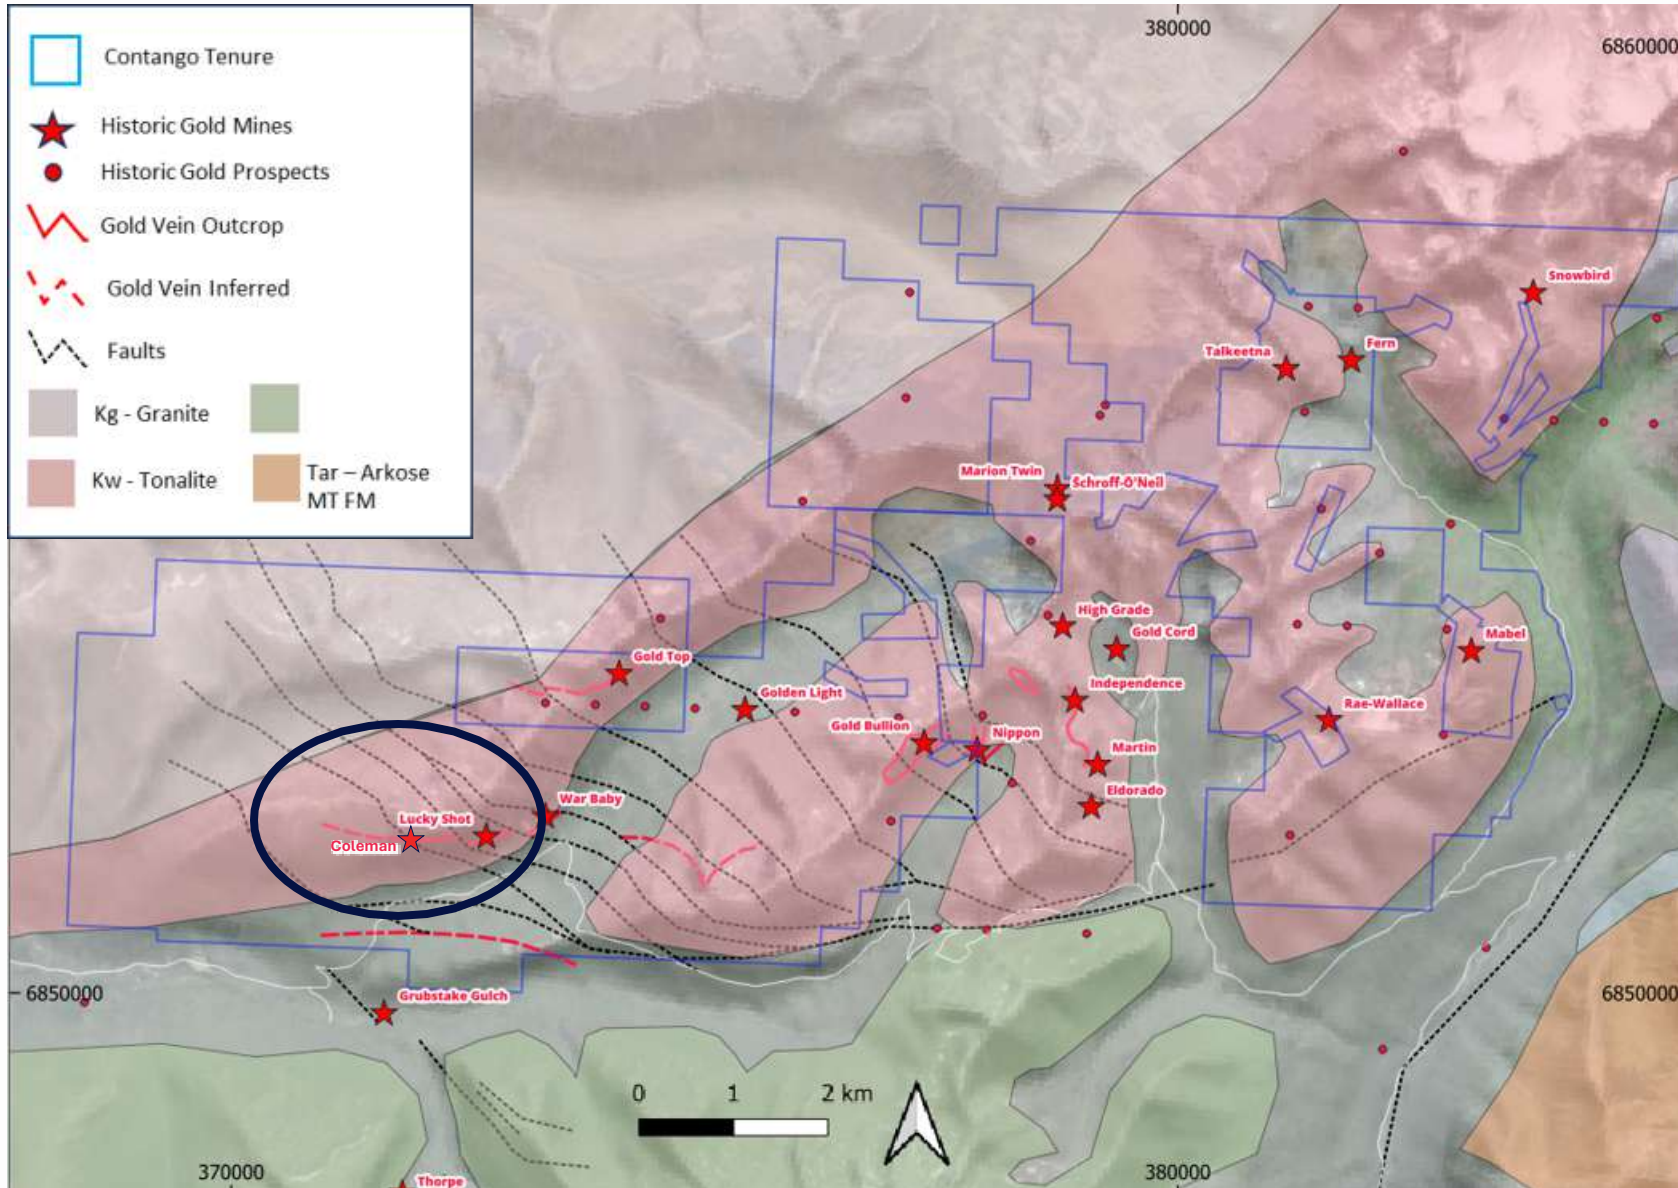 Contango Tenure
Historic Gold Mines
Historic Gold Prospects
Gold Vein Outcrop
Gold Vein Inferred
Faults
Kg - Granite
Kw - Tonalite
Tar – Arkose
MT FM
380000
6860000
Snowbird
Talkeetna
Fern
Marion Twin
Schroff-O'Neil
High Grade
Gold Cord
Mabel
Gold Top
Golden Light
Independence
Rae-Wallace
Gold Bullion
Nippon
Martin
War Baby
Eldorado
Lucky Shot
Coleman
6850000
Grubstake Gulch
6850000
0 1 2 km
370000
380000
Thorpe